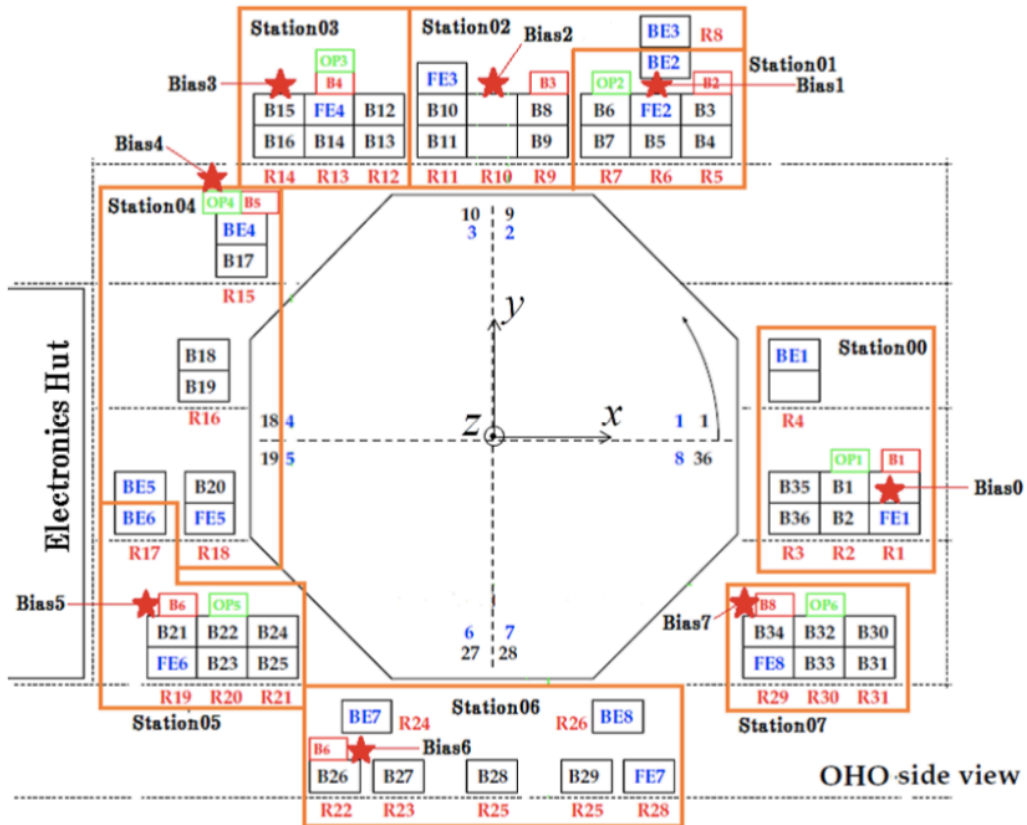 Station03
Station02
BE3
R8
Bias2
OP3
BE2
Station01
Bias3
B4
FE3
B3
OP2
B2
Bias1
B15
FE4
B12
B10
B8
B6
FE2
B3
B16
B14
B13
B11
B9
B7
B5
B4
Bias4
R14
R13
R12
R11
R10
R9
R7
R6
R5
Station04
OP4
B5
BE4
B17
R15
10
9
3
2
y
Electronics Hut
B18
B19
R16
Station00
BE1
R4
18
4
z
x
1
1
19
5
8
36
OP1
B1
BE5
B20
B35
B1
Bias0
BE6
FE5
B36
B2
FE1
R17
R18
R3
R2
R1
Bias5
B6
OP5
B21
B22
B24
FE6
B23
B25
R19
R20
R21
Station05
6
7
27
28
Bias7
B8
OP6
B34
B32
B30
FE8
B33
B31
R29
R30
R31
Station07
Station06
BE7
R24
R26
BE8
B6
Bias6
B26
B27
B28
B29
FE7
R22
R23
R25
R25
R28
OHO side view